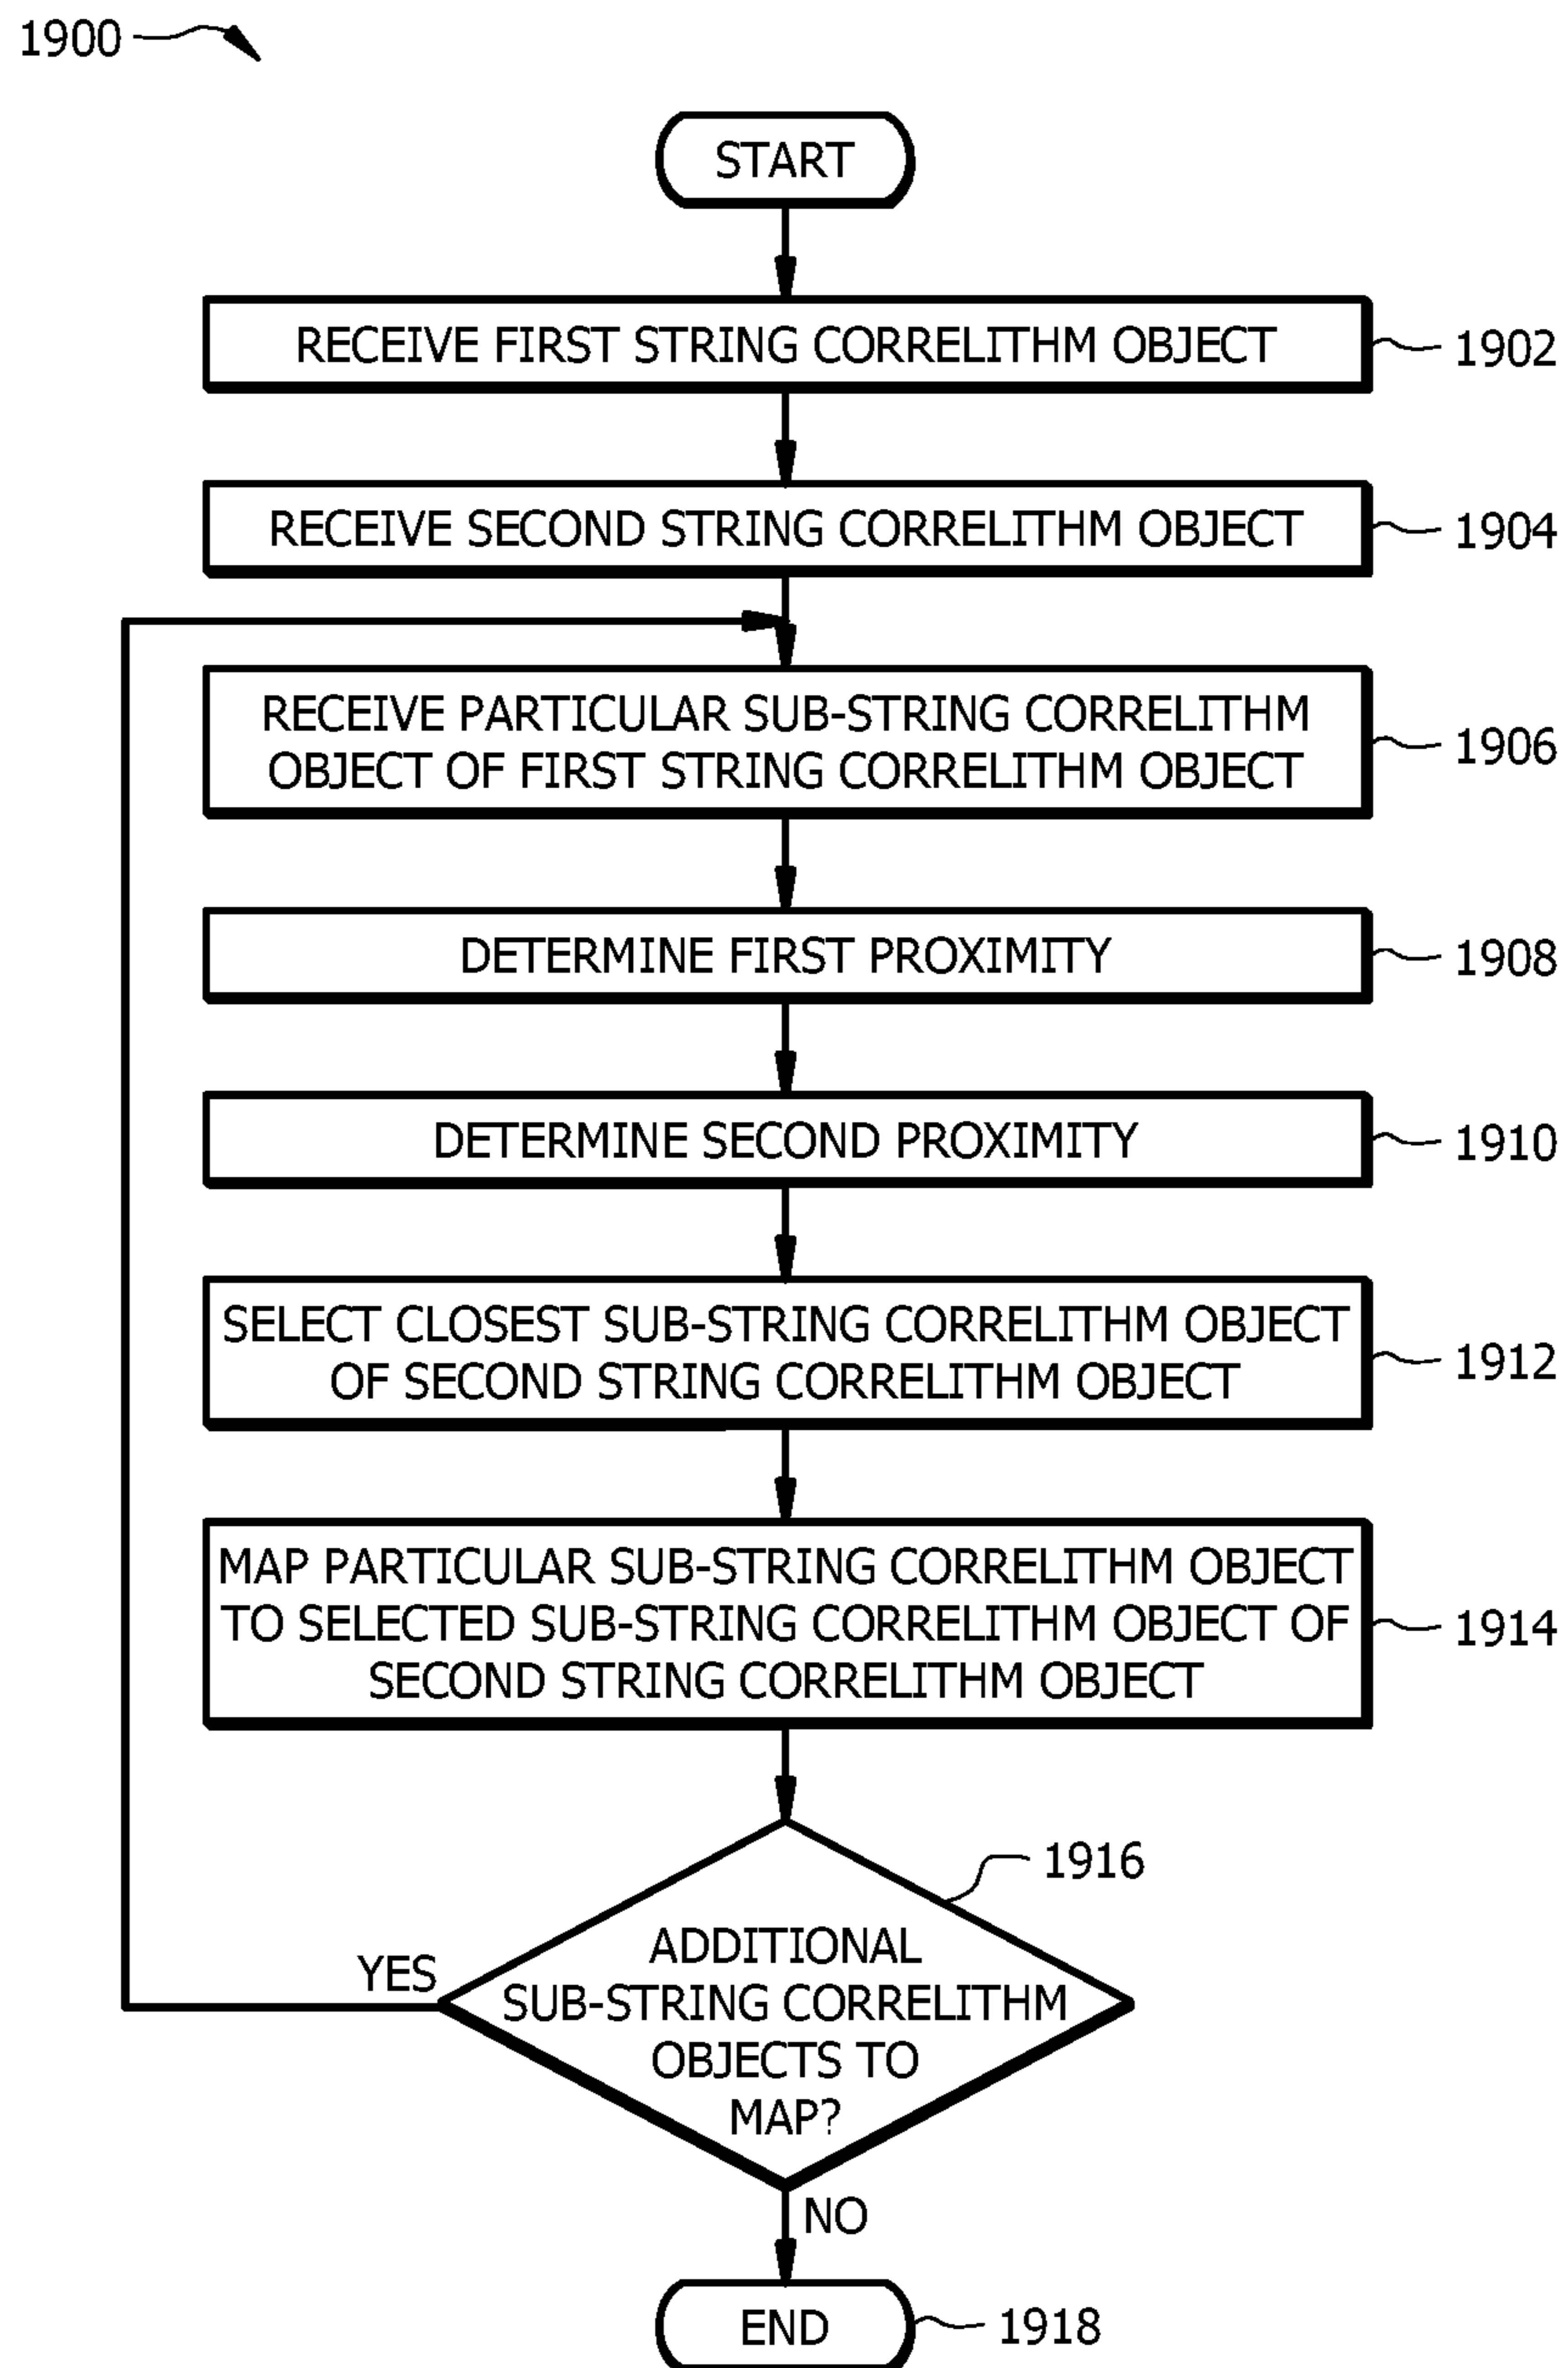 1900
START
RECEIVE FIRST STRING CORRELITHM OBJECT
1902
RECEIVE SECOND STRING CORRELITHM OBJECT
1904
RECEIVE PARTICULAR SUB-STRING CORRELITHM
OBJECT OF FIRST STRING CORRELITHM OBJECT
1906
DETERMINE FIRST PROXIMITY
1908
DETERMINE SECOND PROXIMITY
1910
SELECT CLOSEST SUB-STRING CORRELITHM OBJECT
OF SECOND STRING CORRELITHM OBJECT
1912
MAP PARTICULAR SUB-STRING CORRELITHM OBJECT
TO SELECTED SUB-STRING CORRELITHM OBJECT OF
SECOND STRING CORRELITHM OBJECT
1914
1916
ADDITIONAL
SUB-STRING CORRELITHM
OBJECTS TO
MAP?
YES
NO
END
1918